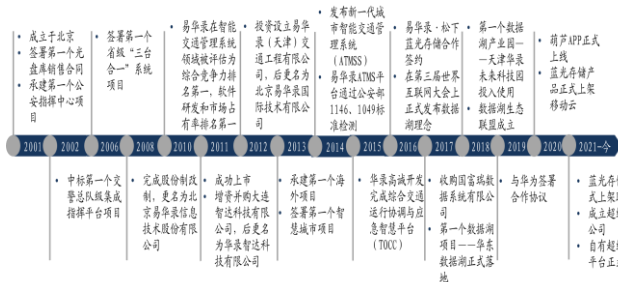 • 成立于北京
• 签署第一个光
盘库销售合同
• 承建第一个公
安指挥中心项
目
• 签署第一个
省级“三台
合一”系统
项目
• 易华录在智能
交通管理系统
领域被评估为
综合竞争力排
名第一，软件
研发和市场占
有率排名第一
• 投资设立易华
录（天津）交
通工程有限公
司，后更名为
华录易云国
• 发布新一代城
市智能交通管
理系统
（ATMSS）
• 易华录ATMS平
台通过公安部
1146、1049标
准检测
• 易华录·松下
蓝光存储合作
签约
• 在第三届世界
互联网大会上
正式发布数据
湖理念
• 第一个数据
湖产业园—
—天津华录
未来科技园
投入使用
• 数据湖生态
联盟成立
• 葫芦APP正式
上线
• 蓝光存储产
品正式上架
移动云
2001 2002 2006 2008 2010 2011 2012 2013 2014 2015 2016 2017 2018 2019 2020 2021-今
• 中标第一个交
警总队级集成
指挥平台项目
• 完成股份制改
制，更名为北
京易华录信息
技术股份有限
公司
• 成功上市
• 增资并购大连
智达科技有限
公司，后更名
为华录智达科
技有限公司
• 承建第一个海
外项目
• 签署第一个智
慧城市项目
• 华录高诚开发
完成综合交通
运行协调与应
急智慧平台
（TOCC）
• 收购国富瑞数
据系统有限公
司
• 第一个数据湖
项目——华东
数据湖正式落
地
• 与华为签署
合作协议
• 蓝光存
式上架
• 成立超
公司
• 自有超
平台正